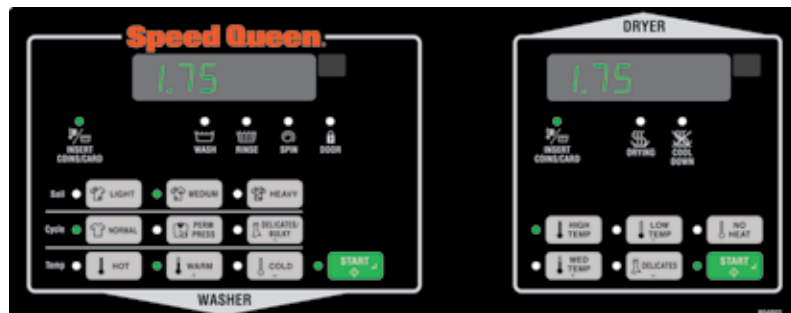 DRYER
Speed Queen
1.75
1.75
INSERT
COINS/CARD
WASH
RINSE
SPIN
DOOR
INSERT
COINS/CARD
DRYING
COOL
DOWN
Soil
LIGHT
MEDIUM
HEAVY
Cycle
NORMAL
PERM
PRESS
DELICATES/
BULKY
HIGH
TEMP
LOW
TEMP
NO
HEAT
Temp
HOT
WARM
COLD
START
MED
TEMP
DELICATES
START
WASHER